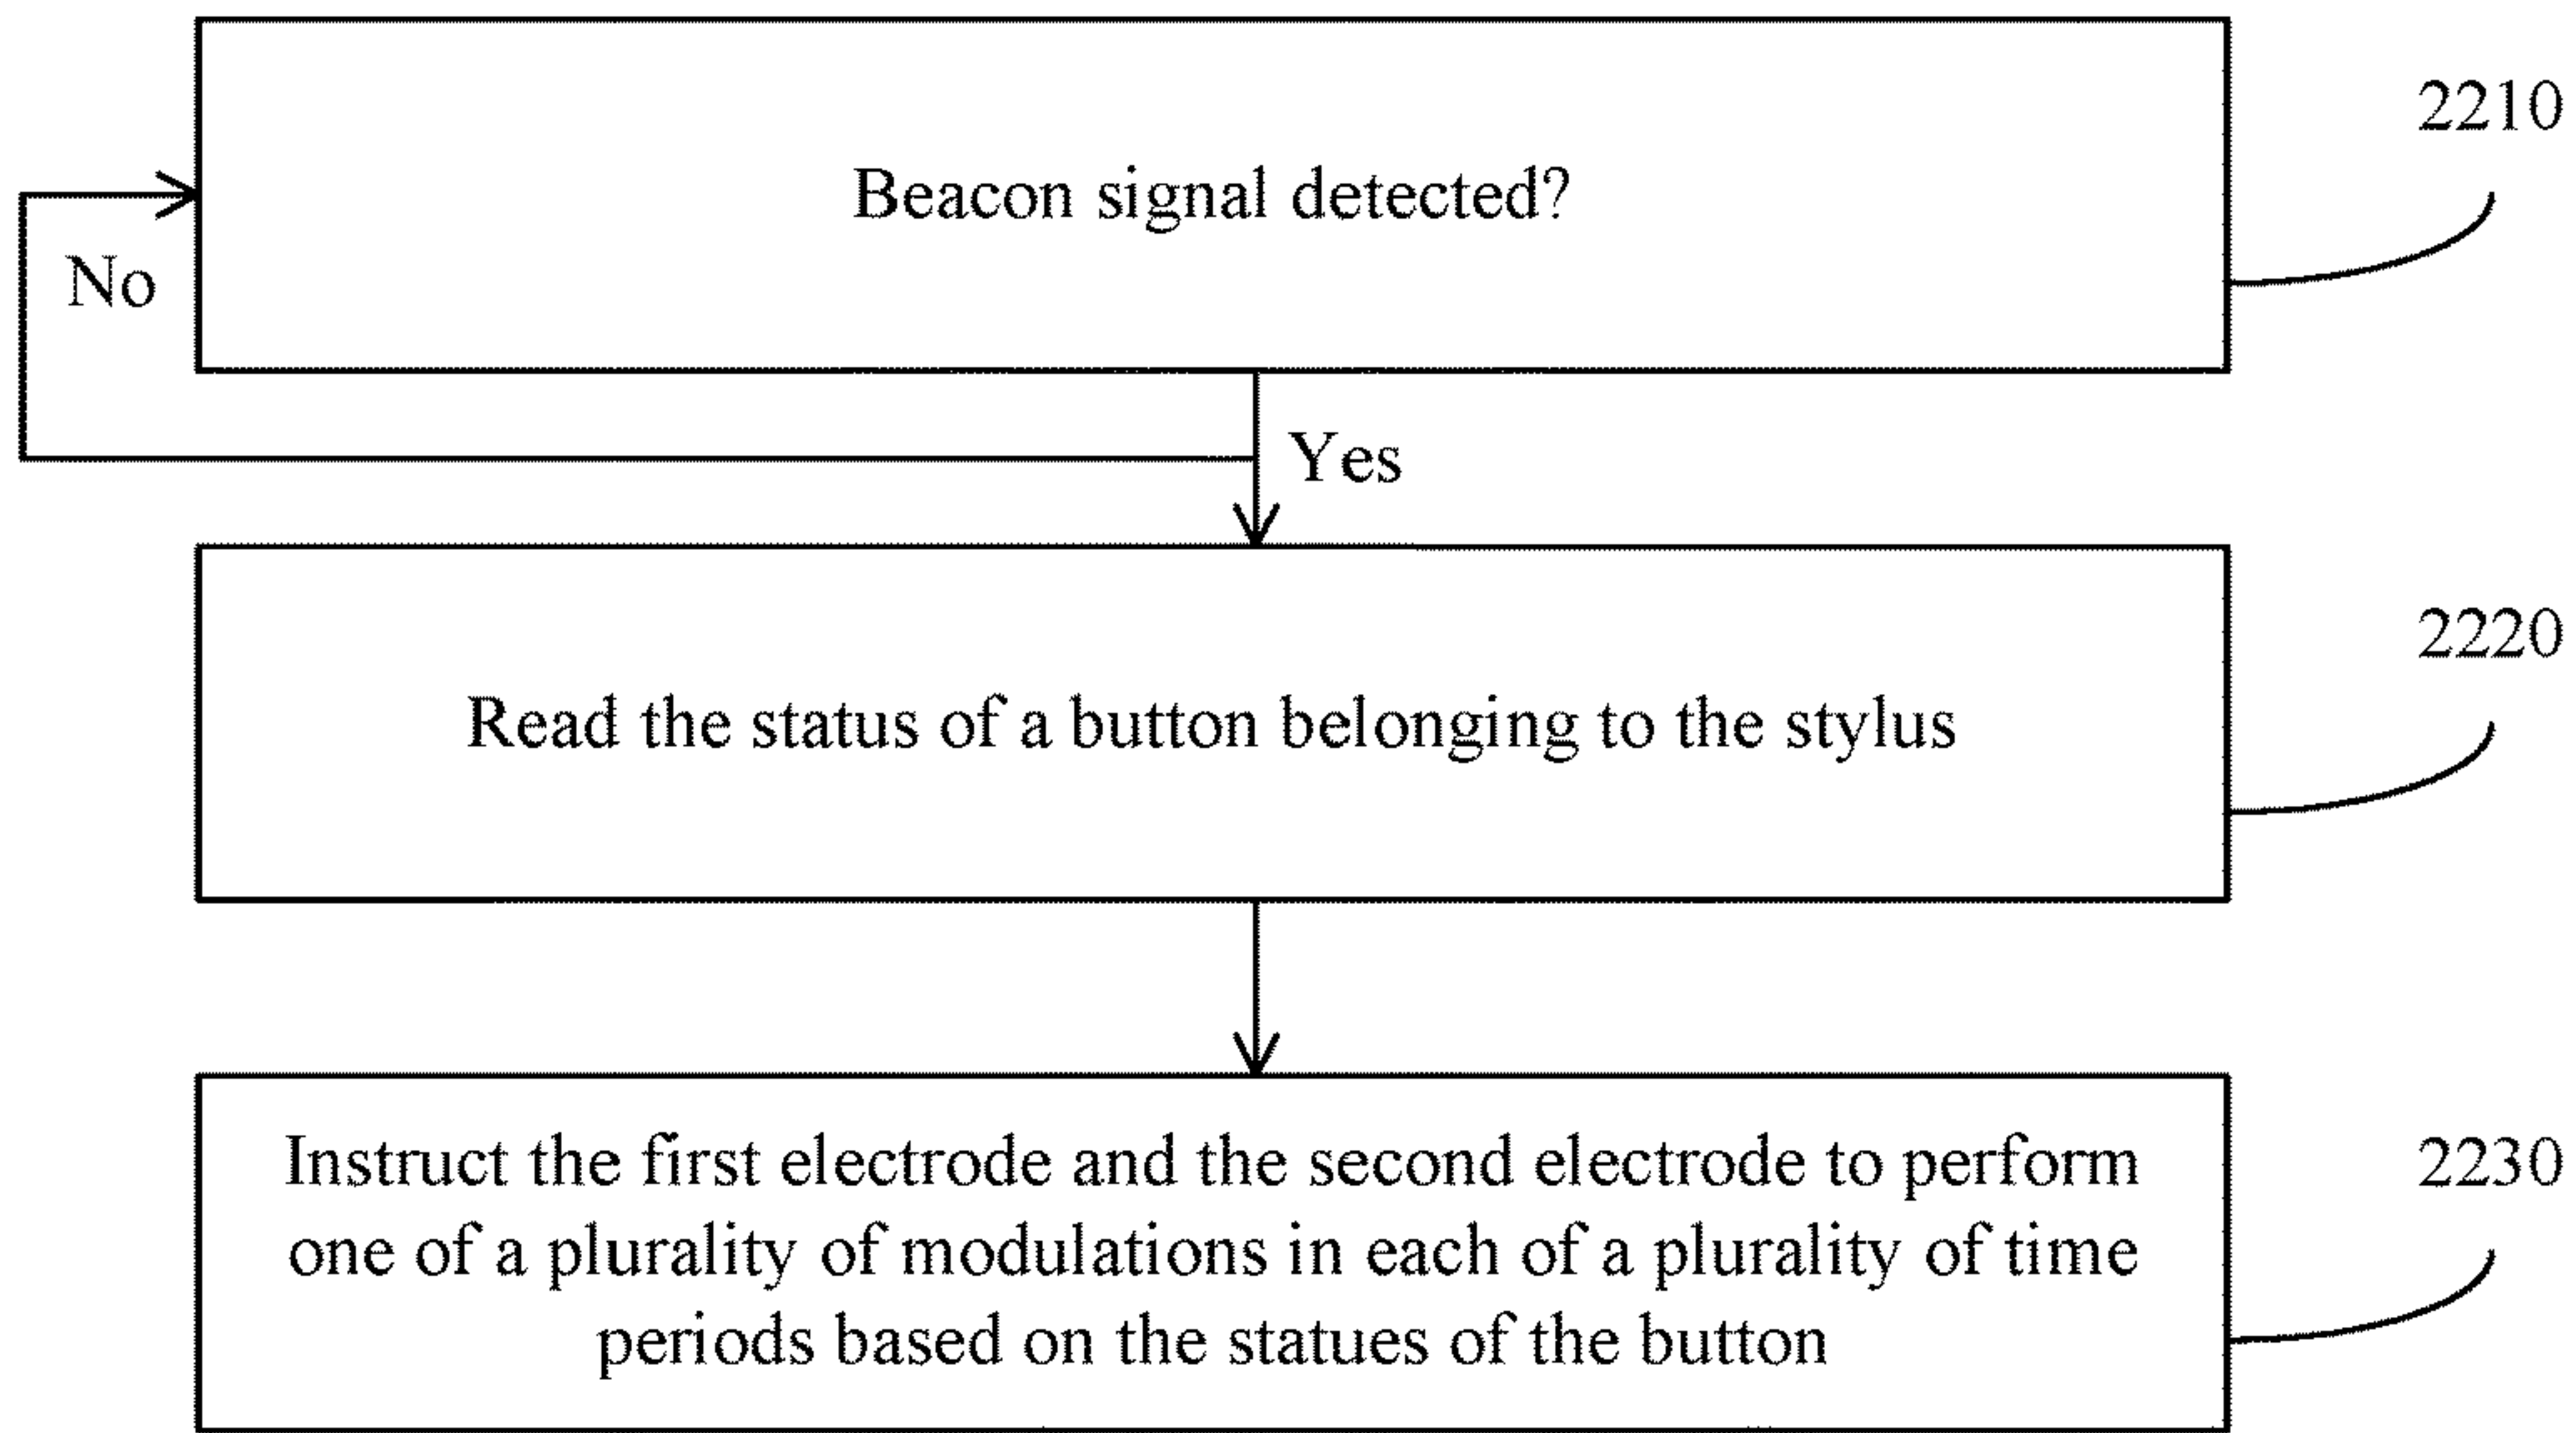 2210
Beacon signal detected?
No
Yes
2220
Read the status of a button belonging to the stylus
2230
Instruct the first electrode and the second electrode to perform
one of a plurality of modulations in each of a plurality of time
periods based on the statues of the button